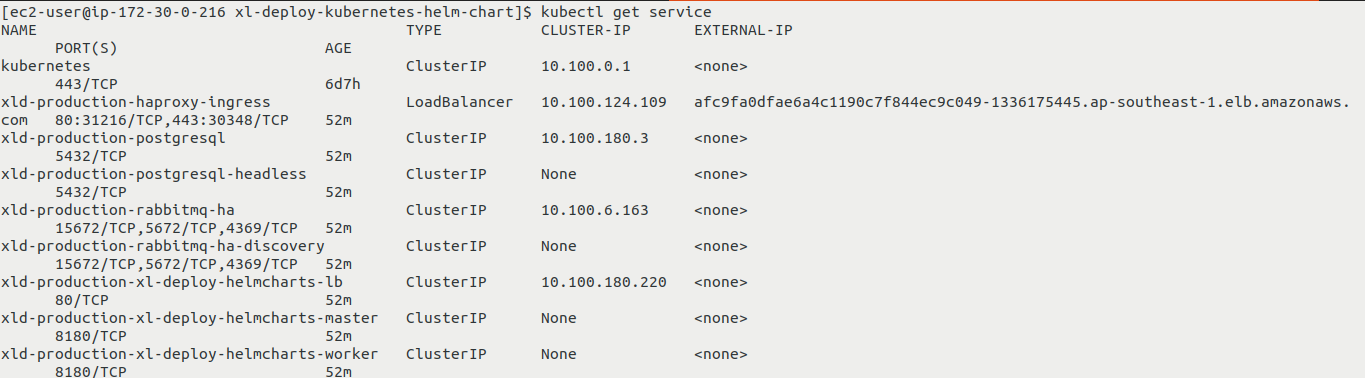 [ec2-user@ip-172-30-0-216 xl-deploy-kubernetes-helm-chart]$ kubectl get service
NAME                                         TYPE           CLUSTER-IP       EXTERNAL-IP
      PORT(S)                       AGE
kubernetes                                   ClusterIP      10.100.0.1       <none>
      443/TCP                       6d7h
xld-production-haproxy-ingress               LoadBalancer   10.100.124.109   afc9fa0dfae6a4c1190c7f844ec9c049-1336175445.ap-southeast-1.elb.amazonaws.
com   80:31216/TCP,443:30348/TCP    52m
xld-production-postgresql                    ClusterIP      10.100.180.3     <none>
      5432/TCP                      52m
xld-production-postgresql-headless           ClusterIP      None             <none>
      5432/TCP                      52m
xld-production-rabbitmq-ha                   ClusterIP      10.100.6.163     <none>
      15672/TCP,5672/TCP,4369/TCP   52m
xld-production-rabbitmq-ha-discovery         ClusterIP      None             <none>
      15672/TCP,5672/TCP,4369/TCP   52m
xld-production-xl-deploy-helmcharts-lb       ClusterIP      10.100.180.220   <none>
      80/TCP                        52m
xld-production-xl-deploy-helmcharts-master   ClusterIP      None             <none>
      8180/TCP                      52m
xld-production-xl-deploy-helmcharts-worker   ClusterIP      None             <none>
      8180/TCP                      52m